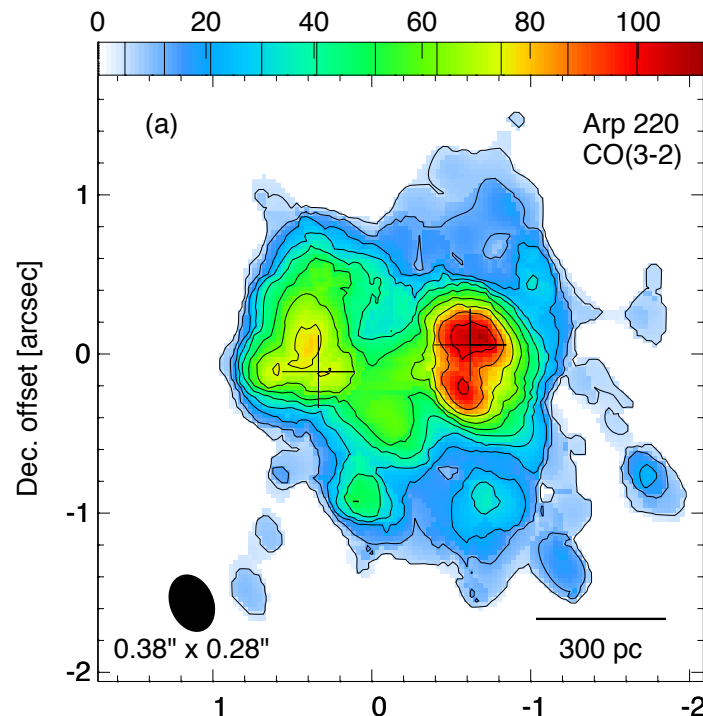 0 20 40 60 80 100
(a)
Arp 220
CO(3-2)
1
0
-1
-2
Dec. offset [arcsec]
0.38" x 0.28"
300 pc
1 0 -1 -2